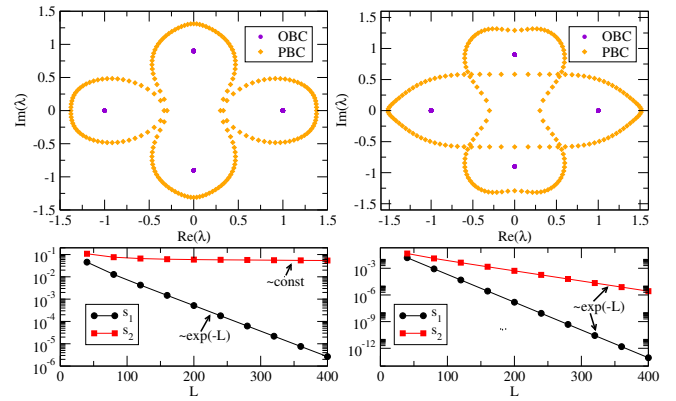 1.5
1
0.5
0
-0.5
-1
-1.5
Im(λ)
-1.5 -1 -0.5 0 0.5 1 1.5
Re(λ)
OBC
PBC
1.5
1
0.5
0
-0.5
-1
-1.5
Im(λ)
-1.5 -1 -0.5 0 0.5 1 1.5
Re(λ)
OBC
PBC
10^-1
10^-2
10^-3
10^-4
10^-5
10^-6
0 100 200 300 400
L
s_1
s_2
~const
~exp(-L)
10^-3
10^-6
10^-9
10^-12
0 100 200 300 400
L
s_1
s_2
~exp(-L)